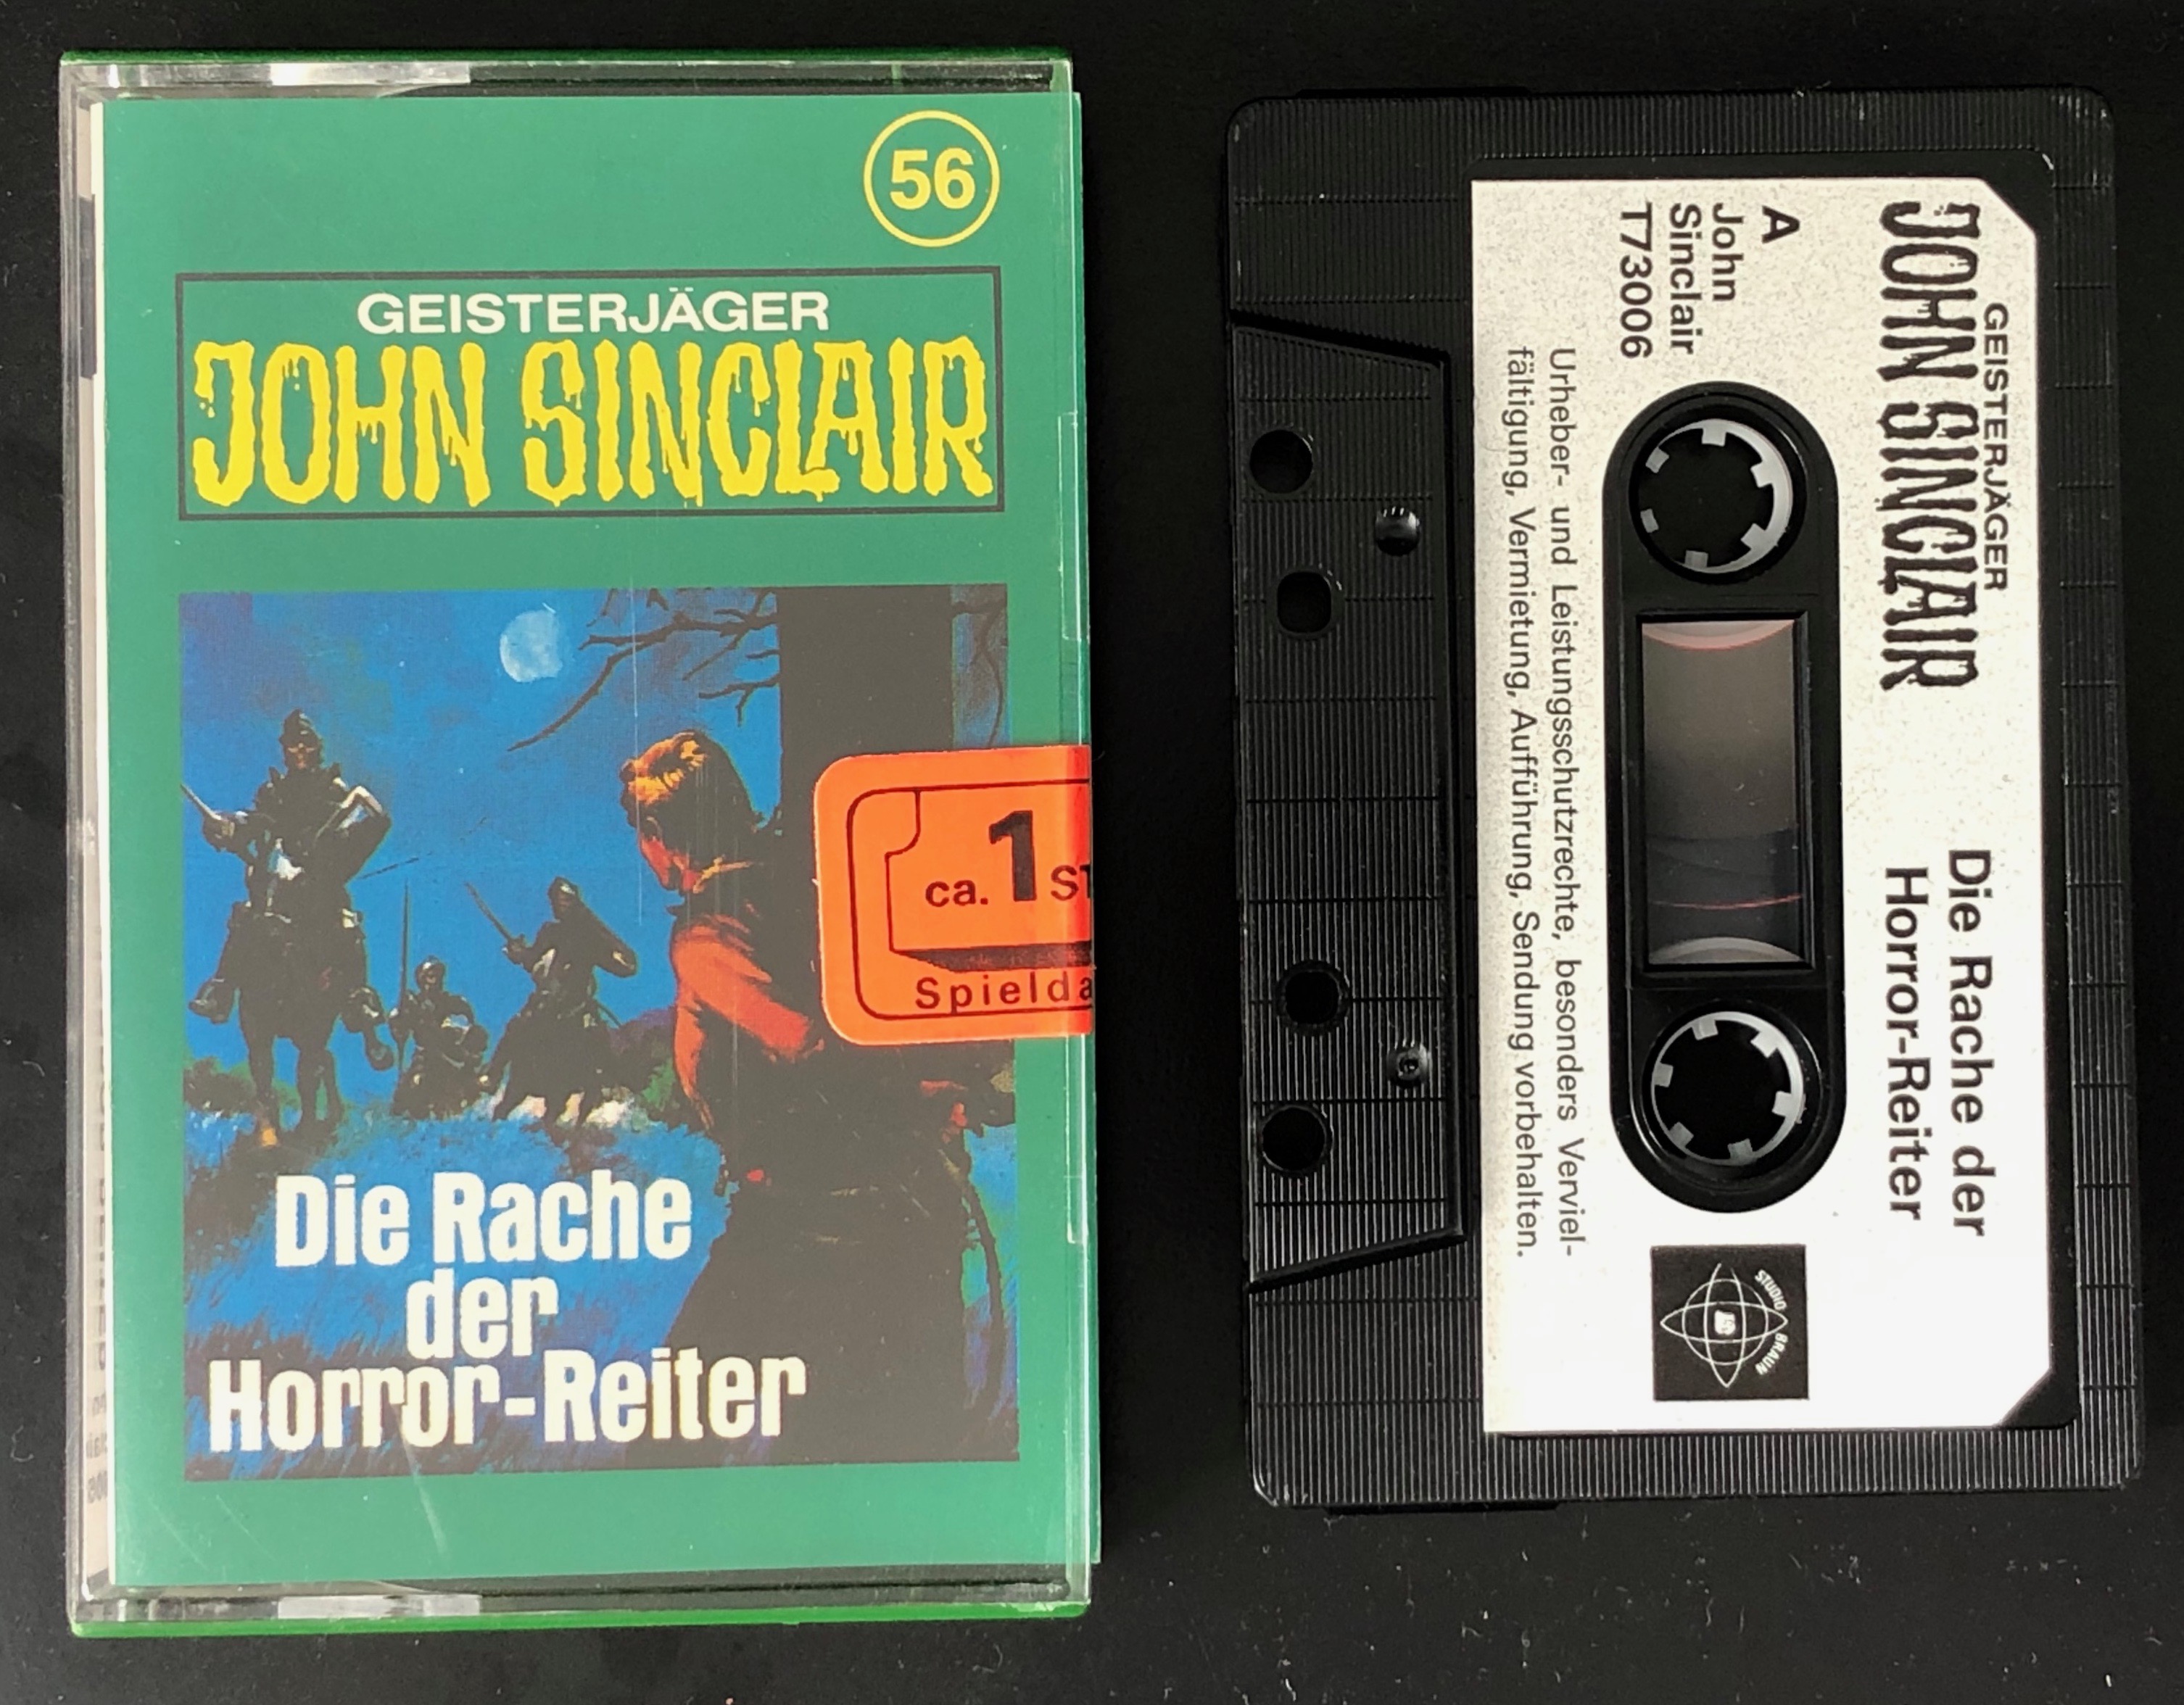 56
GEISTERJÄGER
JOHN SINCLAIR
ca. 1
Die Rache
der
Horror-Reiter
GEISTERJÄGER
JOHN SINCLAIR
Die Rache der
Horror-Reiter
A
John
Sinclair
T73006
Urheber- und Leistungsschutzrechte, besonders Verviel-
fältigung, Vermietung, Aufführung, Sendung vorbehalten.
STUDIO BRAUN